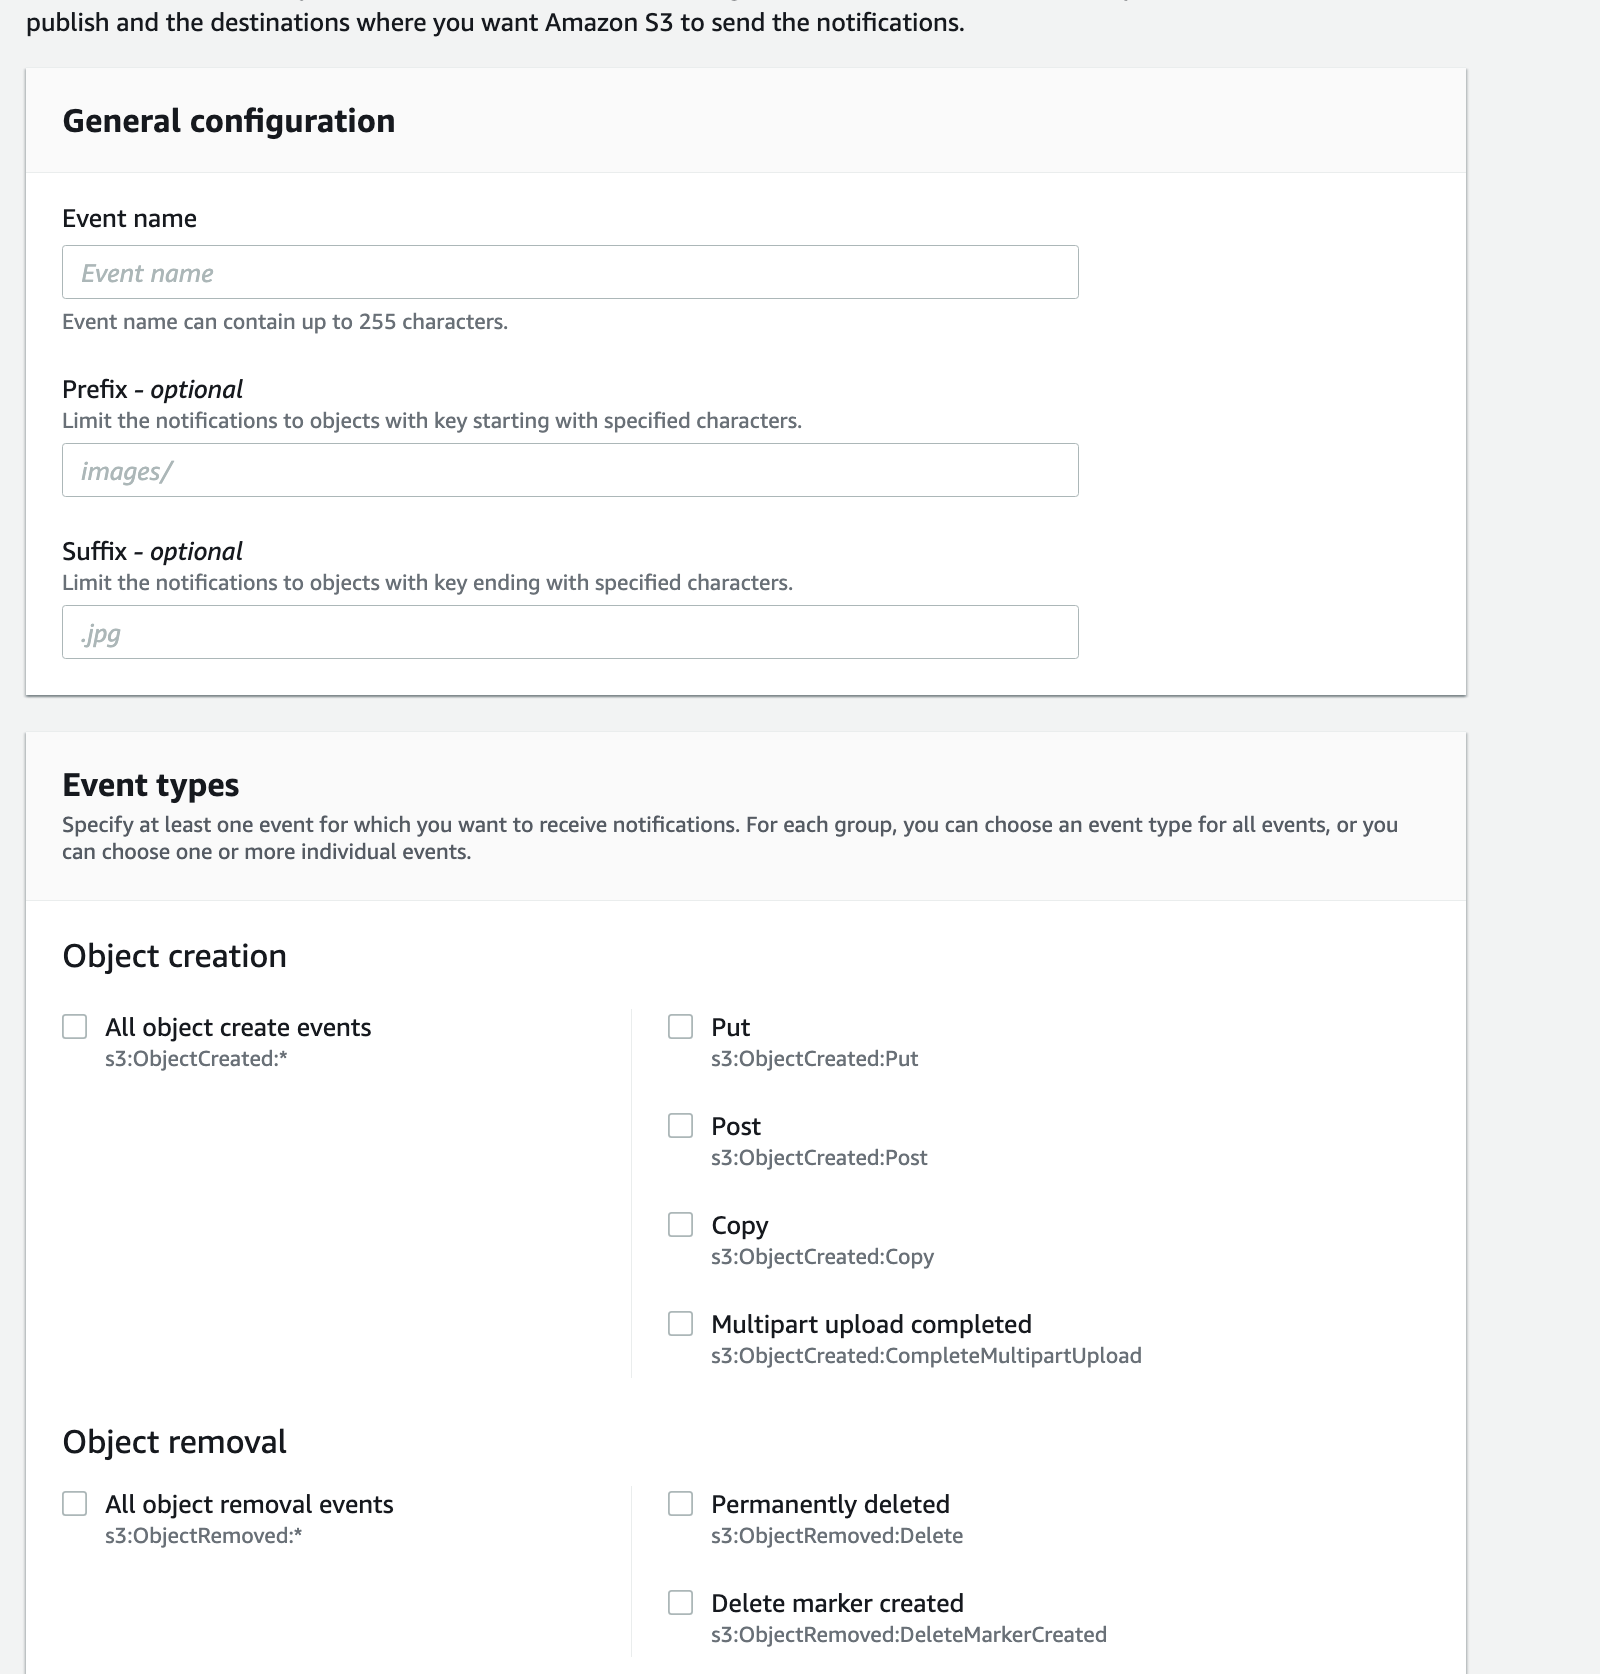 publish and the destinations where you want Amazon S3 to send the notifications.
General configuration
Event name
Event name
Event name can contain up to 255 characters.
Prefix - optional
Limit the notifications to objects with key starting with specified characters.
images/
Suffix - optional
Limit the notifications to objects with key ending with specified characters.
.jpg
Event types
Specify at least one event for which you want to receive notifications. For each group, you can choose an event type for all events, or you
can choose one or more individual events.
Object creation
All object create events
s3:ObjectCreated:*
Put
s3:ObjectCreated:Put
Post
s3:ObjectCreated:Post
Copy
s3:ObjectCreated:Copy
Multipart upload completed
s3:ObjectCreated:CompleteMultipartUpload
Object removal
All object removal events
s3:ObjectRemoved:*
Permanently deleted
s3:ObjectRemoved:Delete
Delete marker created
s3:ObjectRemoved:DeleteMarkerCreated